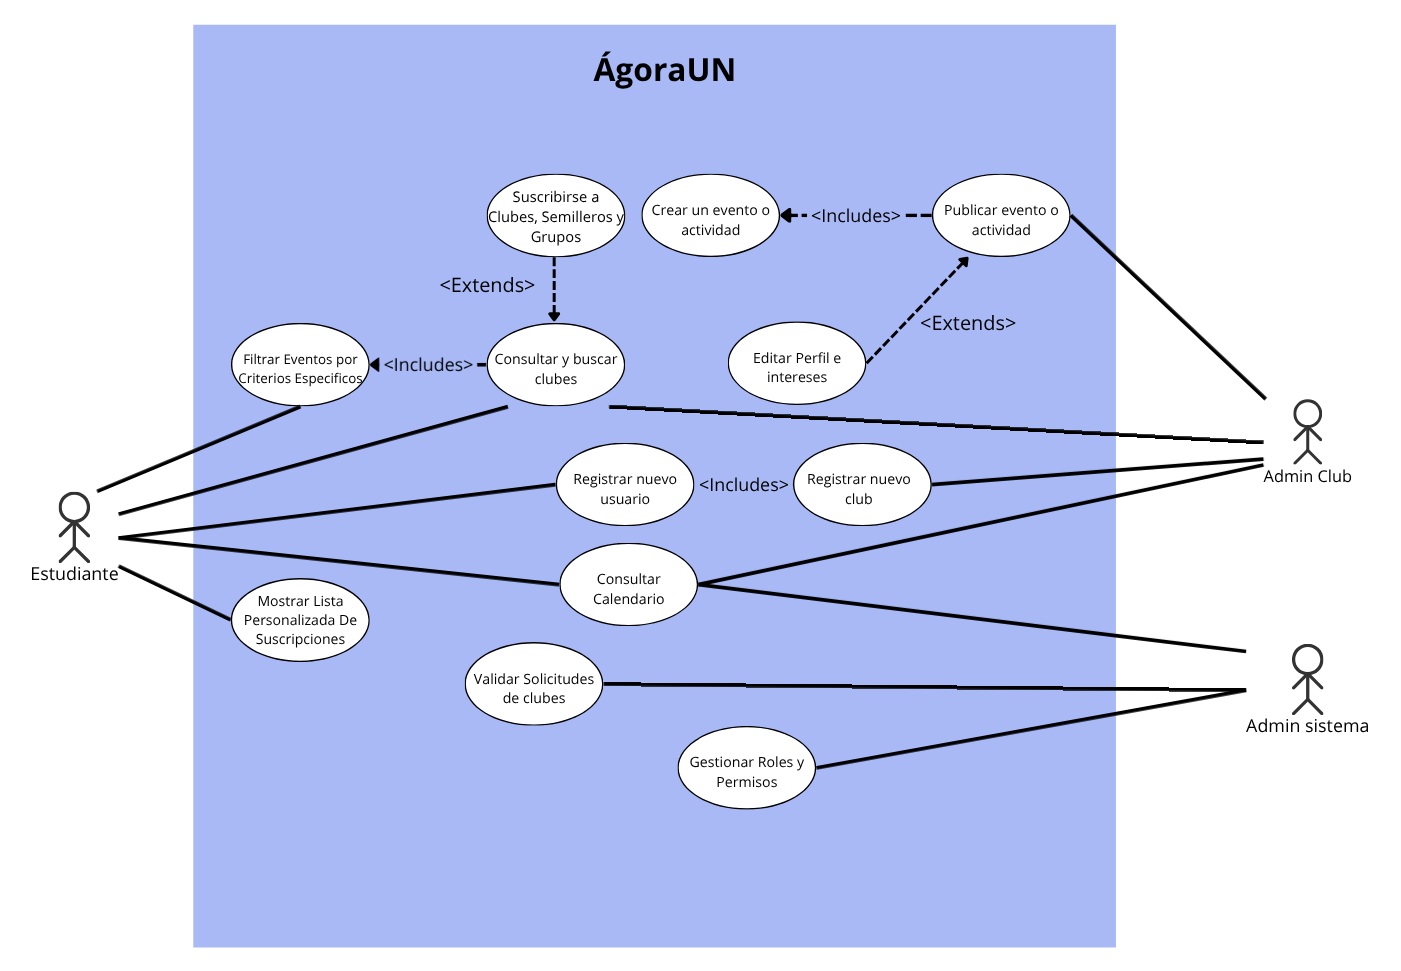 ÁgoraUN
Suscribirse a
Clubes, Semilleros y
Grupos
Crear un evento o
actividad
<Includes>
Publicar evento o
actividad
<Extends>
<Extends>
Filtrar Eventos por
Criterios Especificos
<Includes>
Consultar y buscar
clubes
Editar Perfil e
intereses
Registrar nuevo
usuario
<Includes>
Registrar nuevo
club
Admin Club
Estudiante
Consultar
Calendario
Mostrar Lista
Personalizada De
Suscripciones
Validar Solicitudes
de clubes
Admin sistema
Gestionar Roles y
Permisos